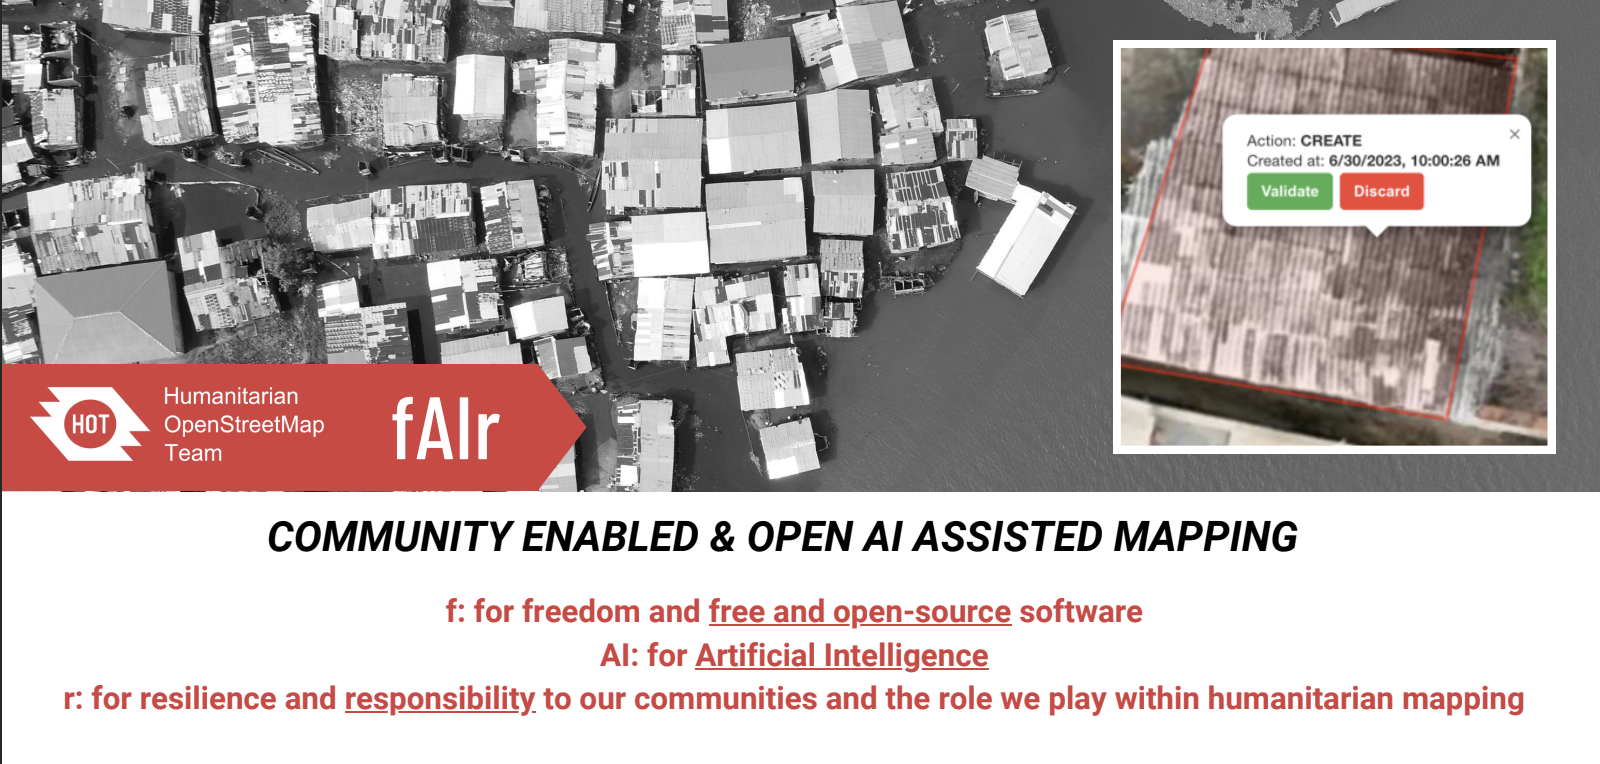 Action: CREATE
×
Created at: 6/30/2023, 10:00:26 AM
Validate Discard
HOT
Humanitarian
OpenStreetMap
Team
fAIr
COMMUNITY ENABLED & OPEN AI ASSISTED MAPPING
f: for freedom and free and open-source software
AI: for Artificial Intelligence
r: for resilience and responsibility to our communities and the role we play within humanitarian mapping